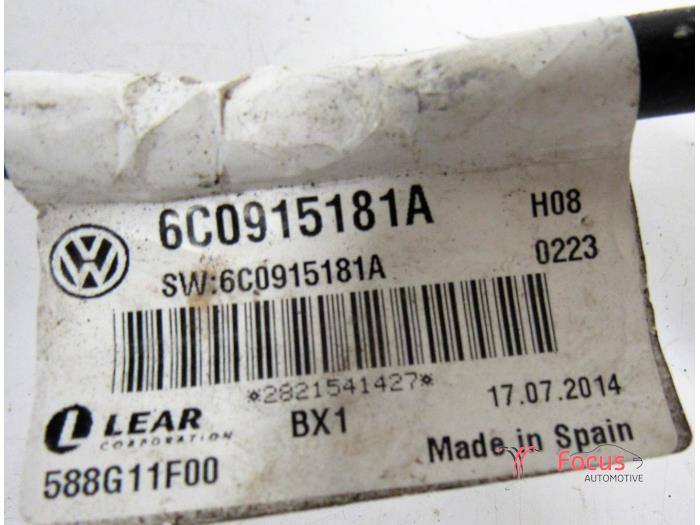 6C0915181A H08
SW:6C0915181A 0223
*2821541427* 17.07.2014
LEAR BX1
CORPORATION Made in Spain
588G11F00
Focus
AUTOMOTIVE